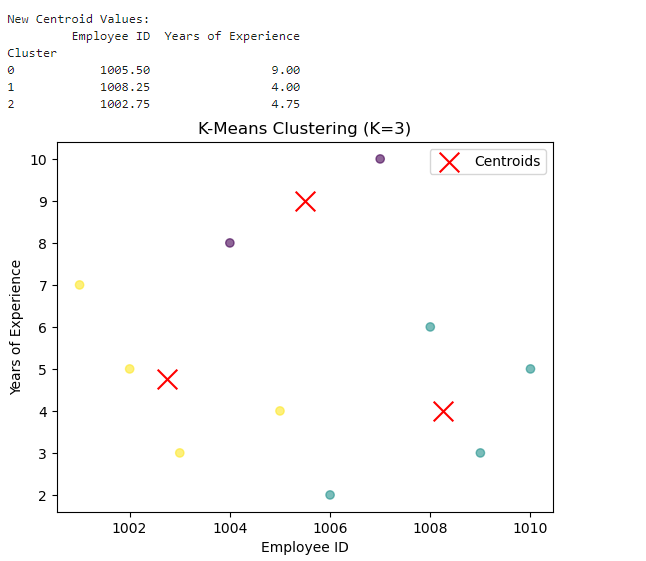 New Centroid Values:
Employee ID Years of Experience
Cluster
0 1005.50 9.00
1 1008.25 4.00
2 1002.75 4.75
K-Means Clustering (K=3)
Centroids
10
9
8
7
6
5
4
3
2
Years of Experience
1002 1004 1006 1008 1010
Employee ID